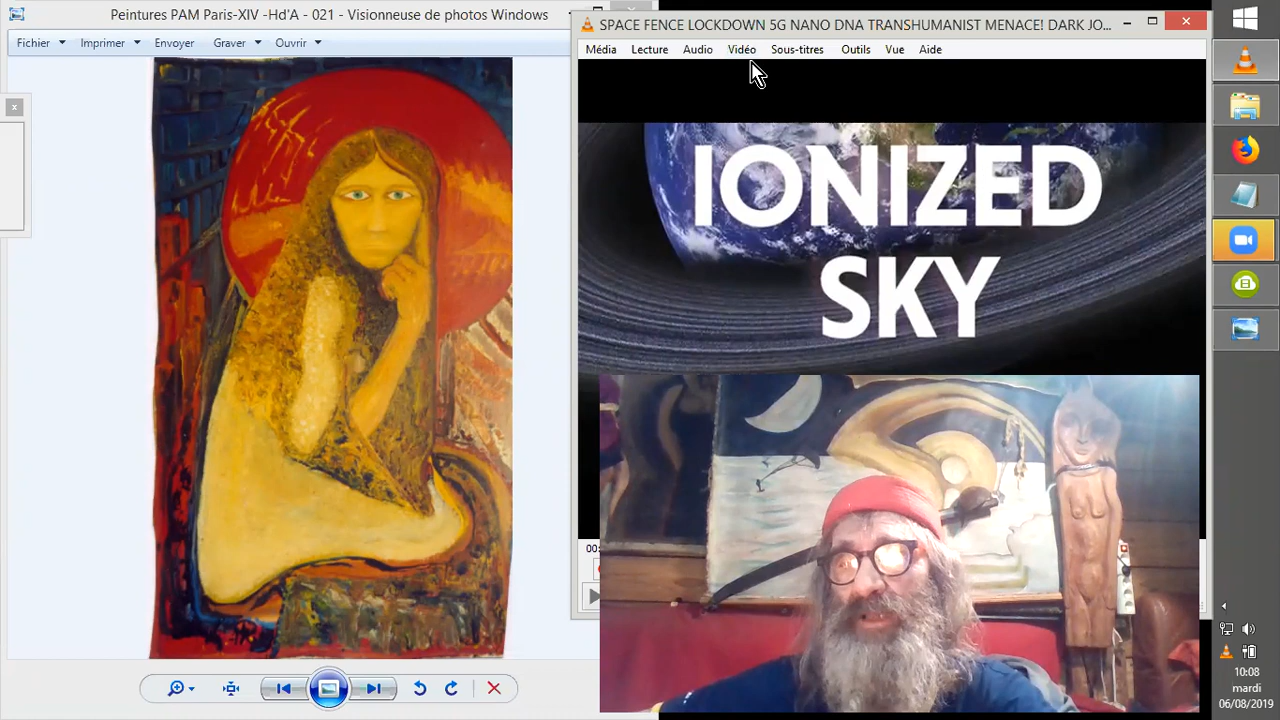 Peintures PAM Paris-XIV -Hd'A - 021 - Visionneuse de photos Windows
Fichier Imprimer Envoyer Graver Ouvrir
SPACE FENCE LOCKDOWN 5G NANO DNA TRANSHUMANIST MENACE! DARK JO...
Média Lecture Audio Vidéo Sous-titres Outils Vue Aide
IONIZED
SKY
00:
10:08
mardi
06/08/2019